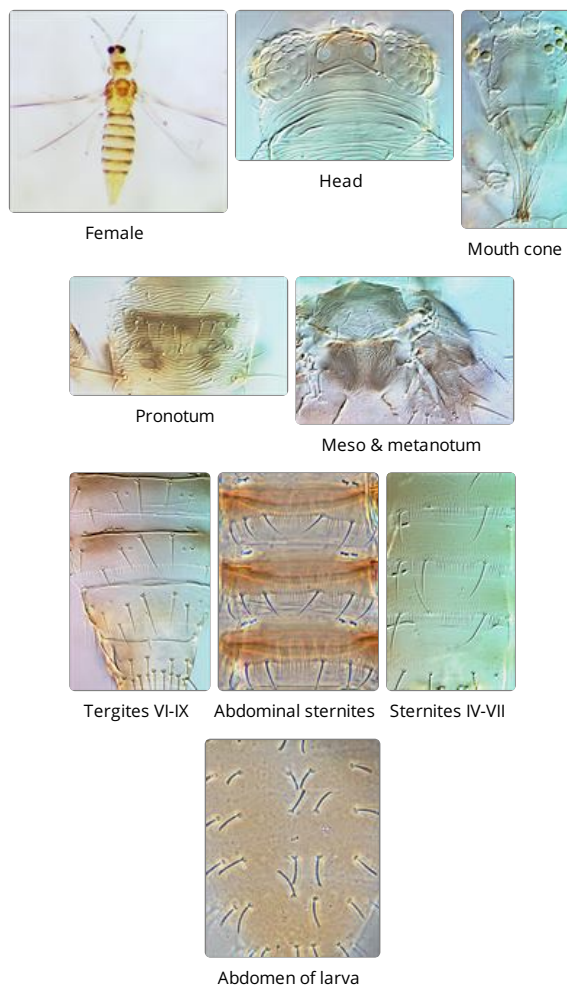 Female
Head
Mouth cone
Pronotum
Meso & metanotum
Tergites VI-IX
Abdominal sternites
Sternites IV-VII
Abdomen of larva